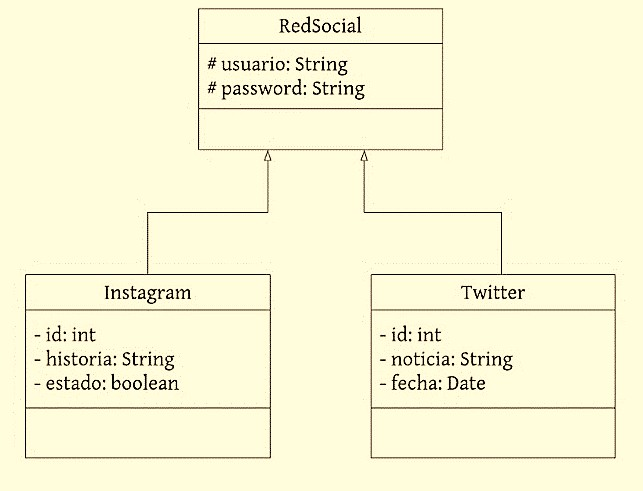 RedSocial
# usuario: String
# password: String
Instagram
- id: int
- historia: String
- estado: boolean
Twitter
- id: int
- noticia: String
- fecha: Date